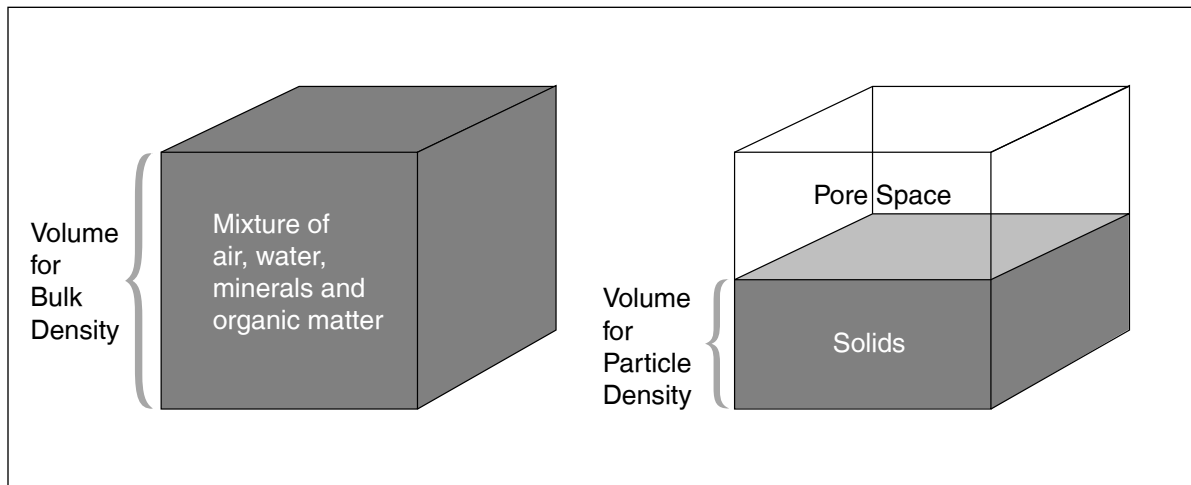 Volume
for
Bulk
Density
Mixture of
air, water,
minerals and
organic matter
Pore Space
Volume
for
Particle
Density
Solids